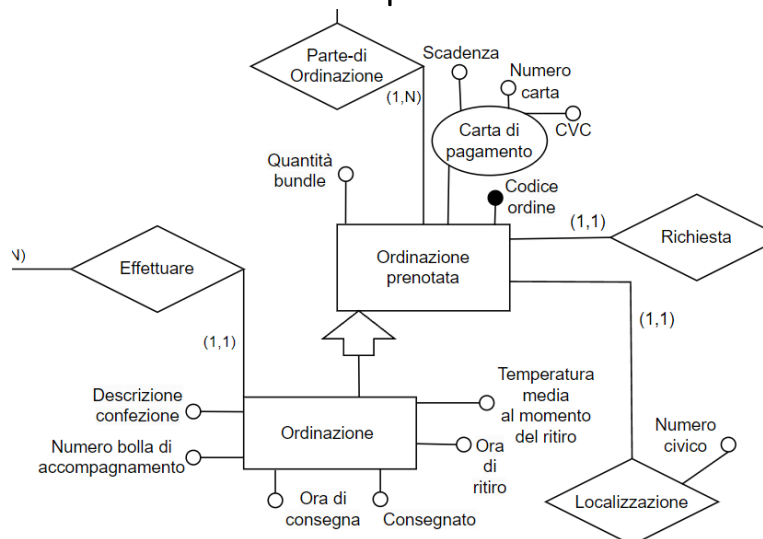 Parte-di
Ordinazione
Scadenza
Numero
carta
(1,N)
Carta di
pagamento
CVC
Quantità
bundle
Codice
ordine
(1,1)
Richiesta
Ordinazione
prenotata
N)
Effettuare
(1,1)
(1,1)
Descrizione
confezione
Temperatura
media
al momento
del ritiro
Numero bolla di
accompagnamento
Ordinazione
Ora
di
ritiro
Numero
civico
Ora di
consegna
Consegnato
Localizzazione